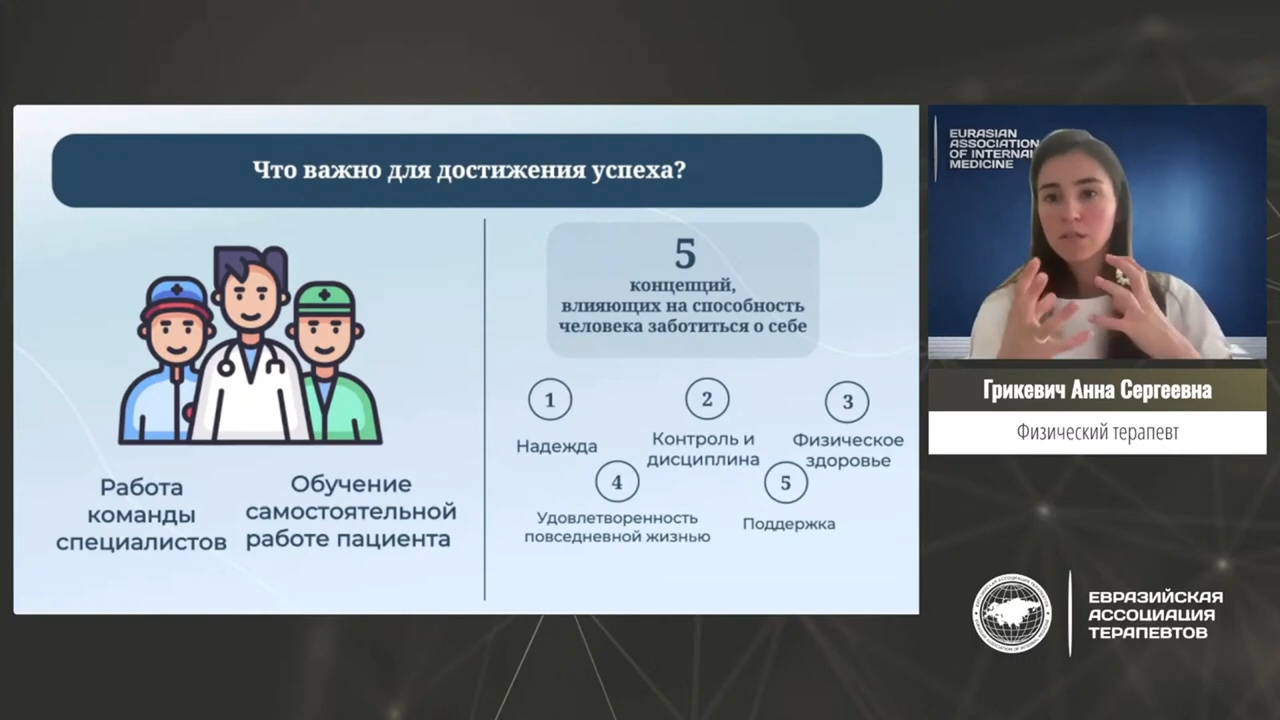 Что важно для достижения успеха?
Работа
команды
специалистов
Обучение
самостоятельной
работе пациента
5
концепций,
влияющих на способность
человека заботиться о себе
1
Надежда
2
Контроль и
дисциплина
3
Физическое
здоровье
4
Удовлетворенность
повседневной жизнью
5
Поддержка
EURASIAN
ASSOCIATION
OF INTERNAL
MEDICINE
Грикевич Анна Сергеевна
Физический терапевт
ЕВРАЗИЙСКАЯ
АССОЦИАЦИЯ
ТЕРАПЕВТОВ